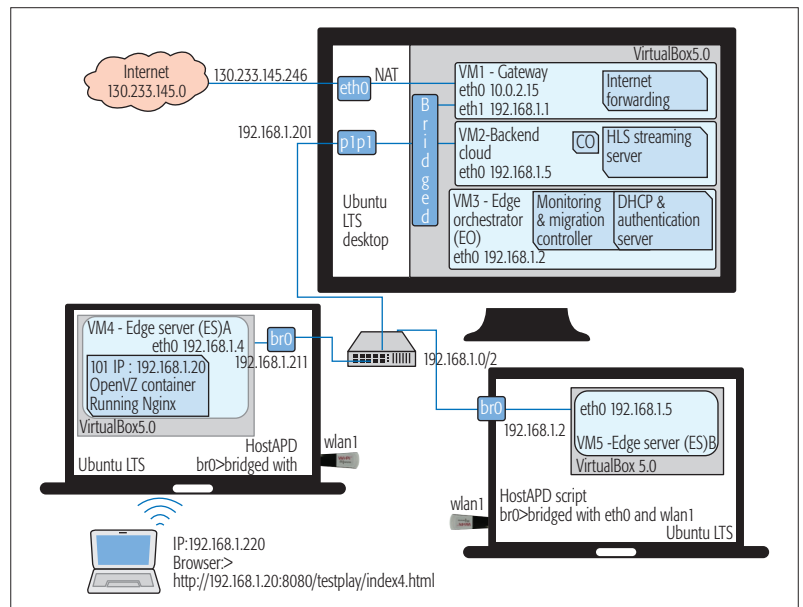 VirtualBox5.0
Internet
130.233.145.0
130.233.145.246
eth0
NAT
VM1 - Gateway
eth0 10.0.2.15
eth1 192.168.1.1
Internet
forwarding
192.168.1.201
p1p1
Bridged
VM2-Backend
cloud
eth0 192.168.1.5
CO
HLS streaming
server
Ubuntu
LTS
desktop
VM3 - Edge
orchestrator
(EO)
eth0 192.168.1.2
Monitoring
& migration
controller
DHCP &
authentication
server
VM4 - Edge server (ES)A
eth0 192.168.1.4
101 IP : 192.168.1.20
OpenVZ container
Running Nginx
VirtualBox5.0
br0
192.168.1.211
HostAPD
br0>bridged with
Ubuntu LTS
wlan1
192.168.1.0/2
br0
192.168.1.2
eth0 192.168.1.5
VM5 -Edge server (ES)B
VirtualBox 5.0
wlan1
HostAPD script
br0>bridged with eth0 and wlan1
Ubuntu LTS
IP:192.168.1.220
Browser:>
http://192.168.1.20:8080/testplay/index4.html